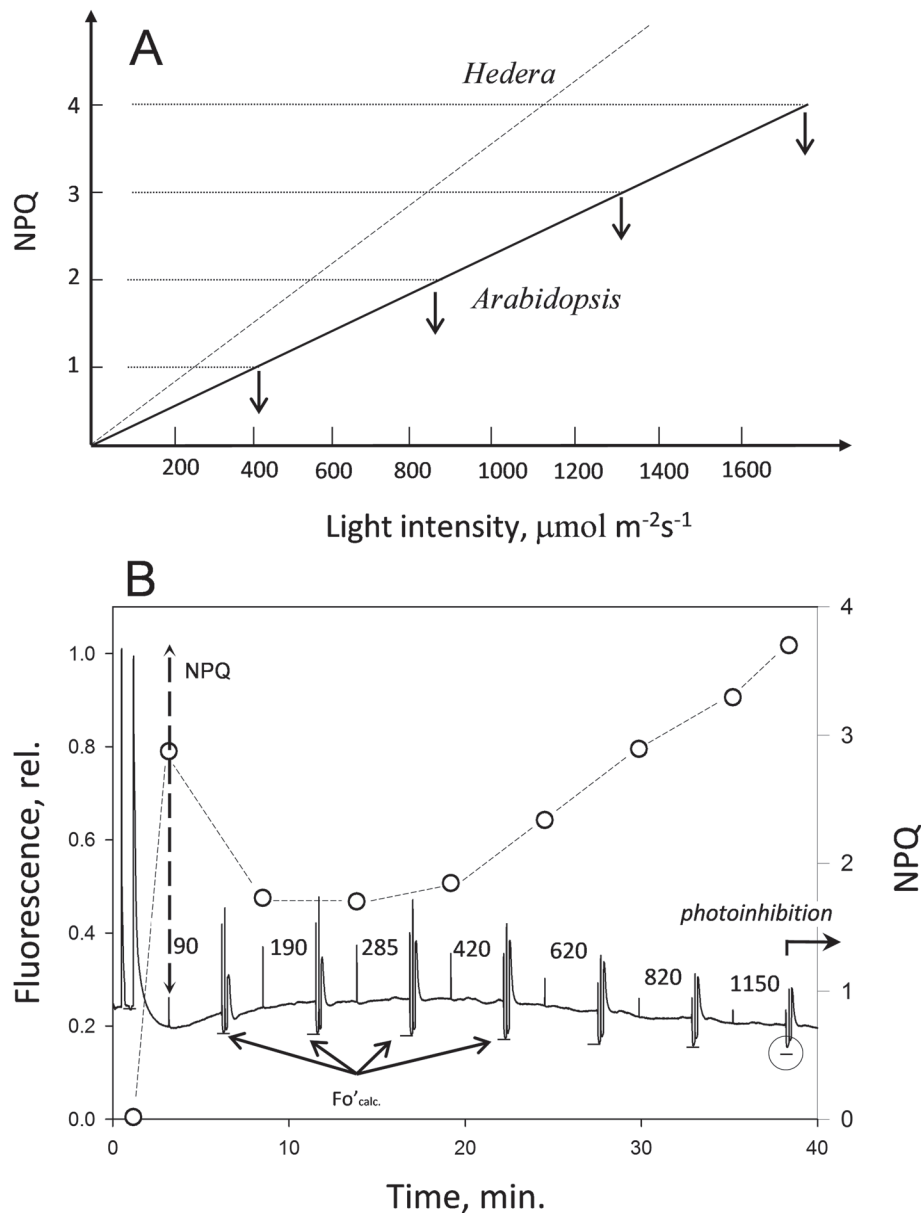 A
Hedera
4
3
2
1
NPQ
Arabidopsis
200 400 600 800 1000 1200 1400 1600
Light intensity, μmol m⁻²s⁻¹
B
NPQ
1.0
0.8
0.6
0.4
0.2
0.0
Fluorescence, rel.
4
3
2
1
0
NPQ
photoinhibition
90 190 285 420 620 820 1150
Fo'calc.
0 10 20 30 40
Time, min.